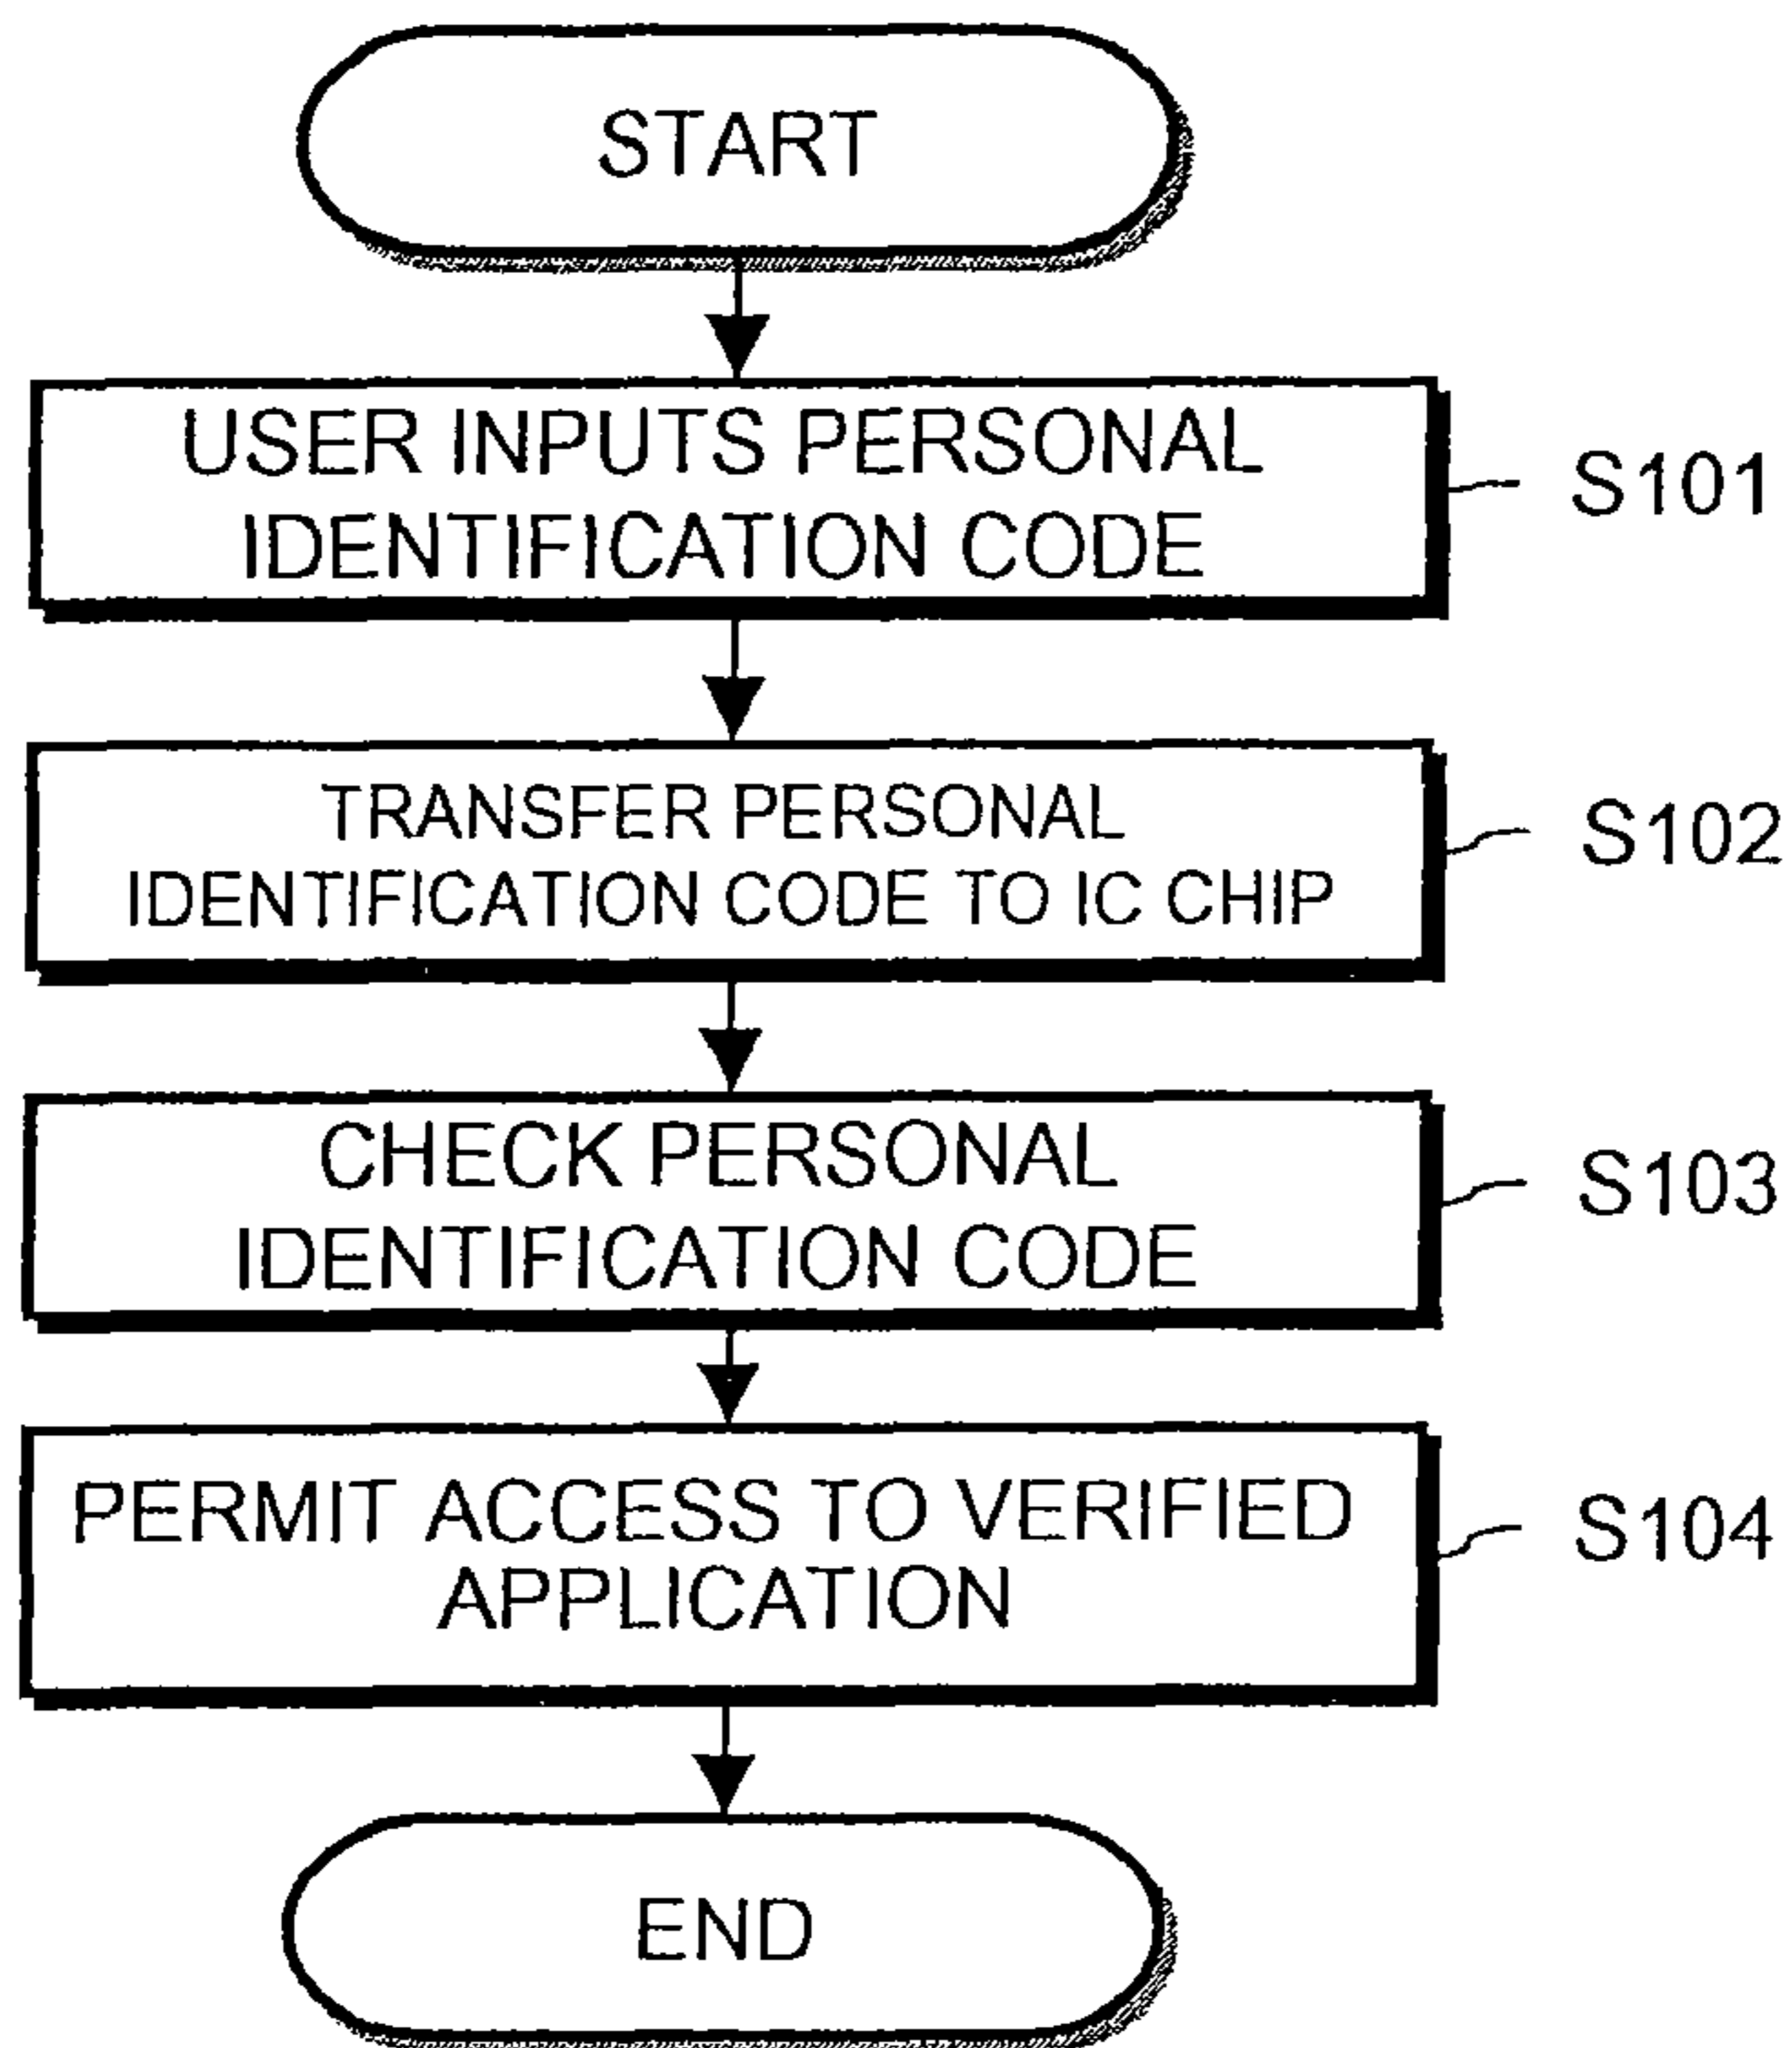 START
USER INPUTS PERSONAL
IDENTIFICATION CODE
S101
TRANSFER PERSONAL
IDENTIFICATION CODE TO IC CHIP
S102
CHECK PERSONAL
IDENTIFICATION CODE
S103
PERMIT ACCESS TO VERIFIED
APPLICATION
S104
END